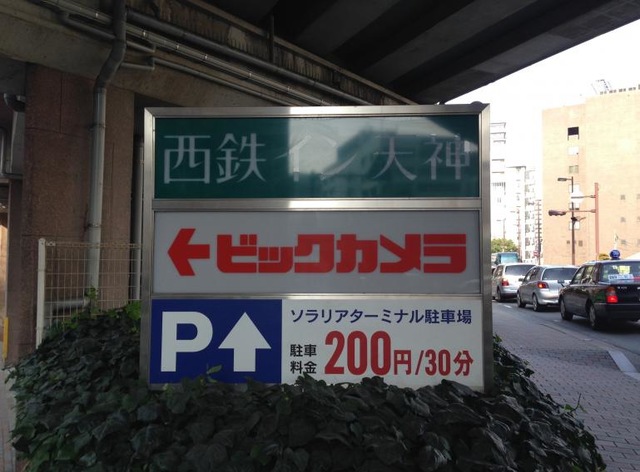 西鉄イン天神
←ビックカメラ
P↑
ソラリアターミナル駐車場
駐車料金 200円/30分